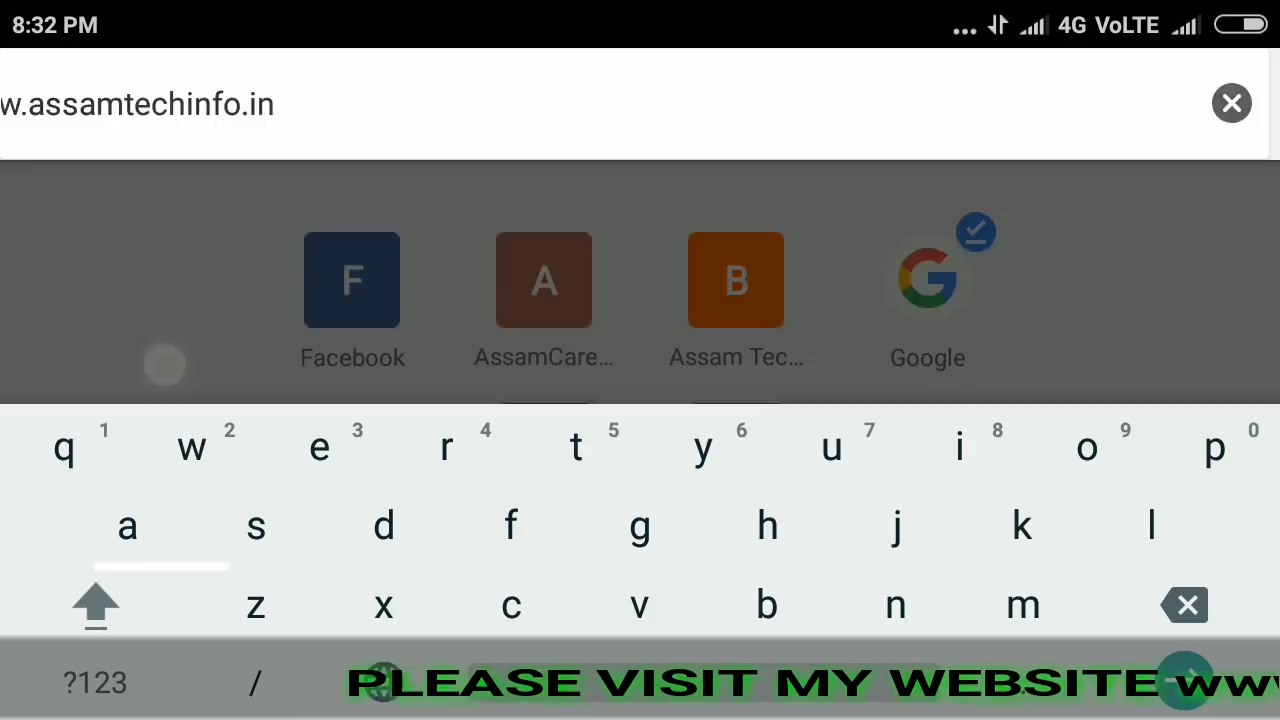 8:32 PM ... 4G VoLTE
w.assamtechinfo.in
F A B G
Facebook AssamCare... Assam Tec... Google
1 2 3 4 5 6 7 8 9 0
q w e r t y u i o p
a s d f g h j k l
z x c v b n m
?123 / PLEASE VISIT MY WEBSITE www